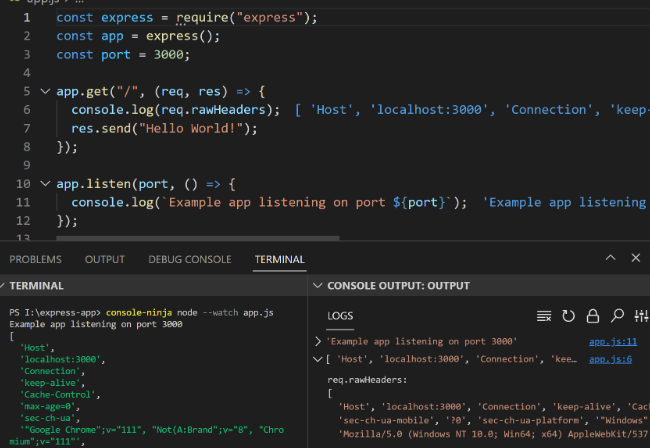 app.js > ...
1 const express = require("express");
2 const app = express();
3 const port = 3000;
4
5 app.get("/", (req, res) => {
6 console.log(req.rawHeaders); [ 'Host', 'localhost:3000', 'Connection', 'keep-
7 res.send("Hello World!");
8 });
9
10 app.listen(port, () => {
11 console.log(`Example app listening on port ${port}`); 'Example app listening
12 });
13
PROBLEMS OUTPUT DEBUG CONSOLE TERMINAL
TERMINAL
PS I:\express-app> console-ninja node --watch app.js
Example app listening on port 3000
[
'Host',
'localhost:3000',
'Connection',
'keep-alive',
'Cache-Control',
'max-age=0',
'sec-ch-ua',
'"Google Chrome";v="111", "Not(A:Brand";v="8", "Chro
mium";v="111"',
CONSOLE OUTPUT: OUTPUT
LOGS
'Example app listening on port 3000' app.js:11
[ 'Host', 'localhost:3000', 'Connection', 'kee... app.js:6
req.rawHeaders:
[
'Host', 'localhost:3000', 'Connection', 'keep-alive', 'Cac
'sec-ch-ua-mobile', '?0', 'sec-ch-ua-platform', '"Windows"
'Mozilla/5.0 (Windows NT 10.0; Win64; x64) AppleWebKit/537